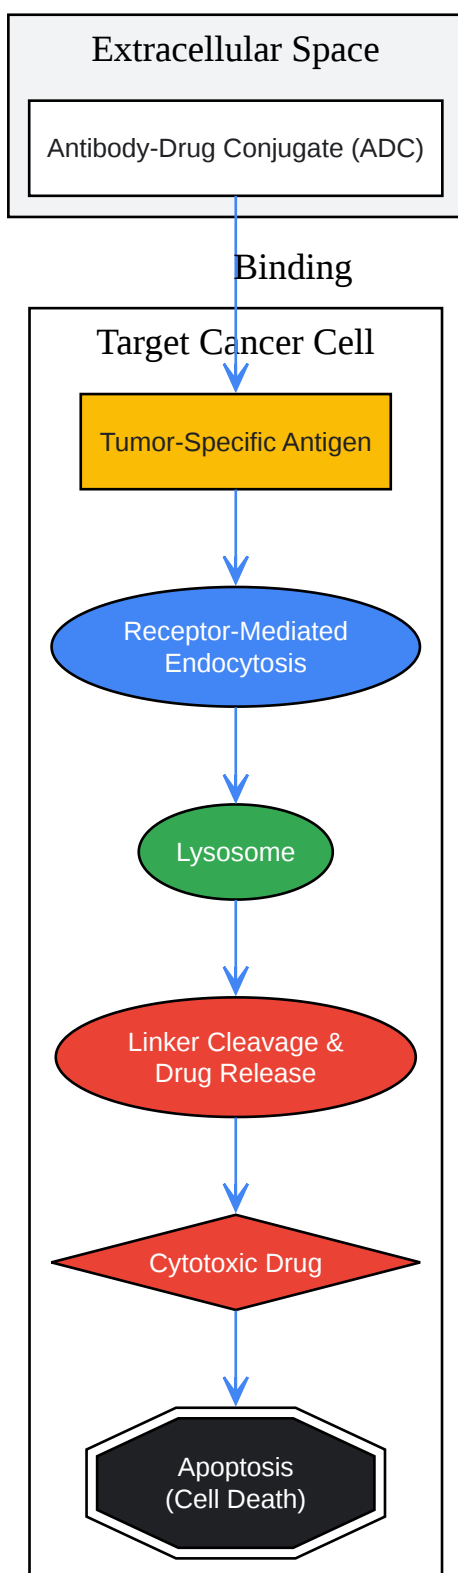 Extracellular Space
Antibody-Drug Conjugate (ADC)
Binding
Target Cancer Cell
Tumor-Specific Antigen
Receptor-Mediated
Endocytosis
Lysosome
Linker Cleavage &
Drug Release
Cytotoxic Drug
Apoptosis
(Cell Death)